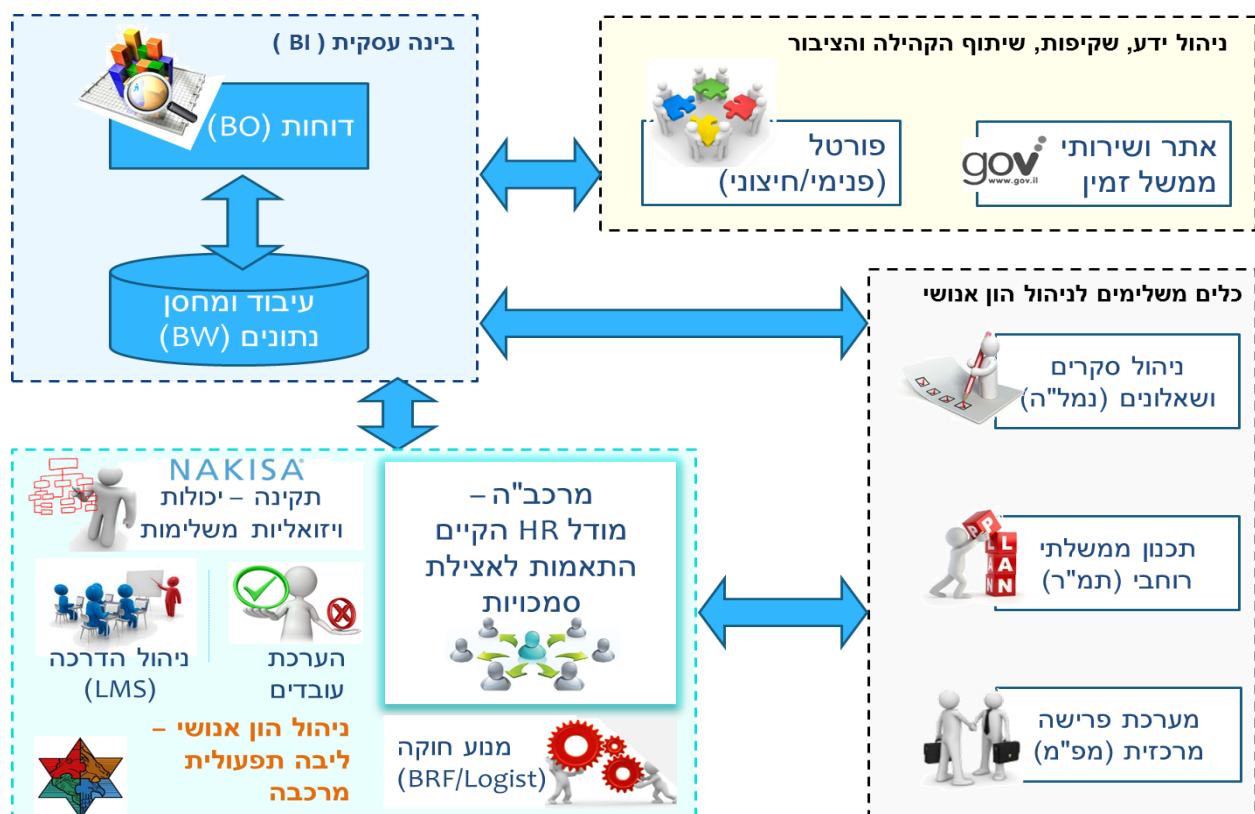 ניהול ידע, שקיפות, שיתוף הקהילה והציבור
אתר ושירותי
ממשל זמין
gov
www.gov.il
פורטל
(פנימי/חיצוני)
בינה עסקית ( BI )
דוחות (BO)
עיבוד ומחסן
נתונים (BW)
כלים משלימים לניהול הון אנושי
ניהול סקרים
ושאלונים (נמל"ה)
תכנון ממשלתי
רוחבי (תמ"ר)
PLAN
מערכת פרישה
מרכזית (מפ"מ)
מרכב"ה –
מודל HR הקיים
התאמות לאצילת
סמכויות
NAKISA
תקינה – יכולות
ויזואליות משלימות
הערכת
עובדים
ניהול הדרכה
(LMS)
מנוע חוקה
(BRF/Logist)
ניהול הון אנושי –
ליבה תפעולית
מרכבה